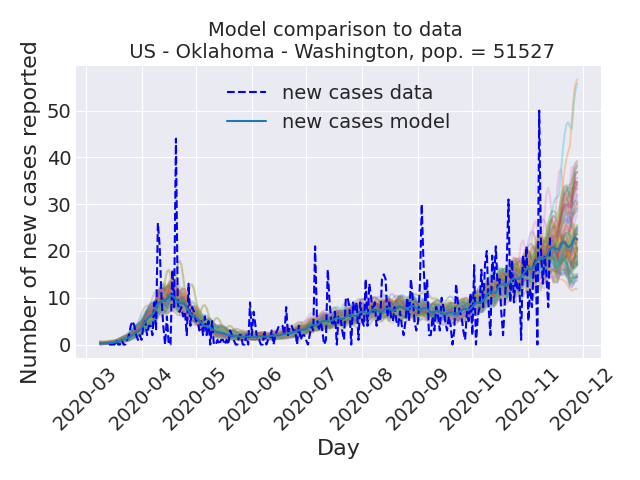 Model comparison to data
US - Oklahoma - Washington, pop. = 51527
new cases data
new cases model
Number of new cases reported
50
40
30
20
10
0
2020-03
2020-04
2020-05
2020-06
2020-07
2020-08
2020-09
2020-10
2020-11
2020-12
Day